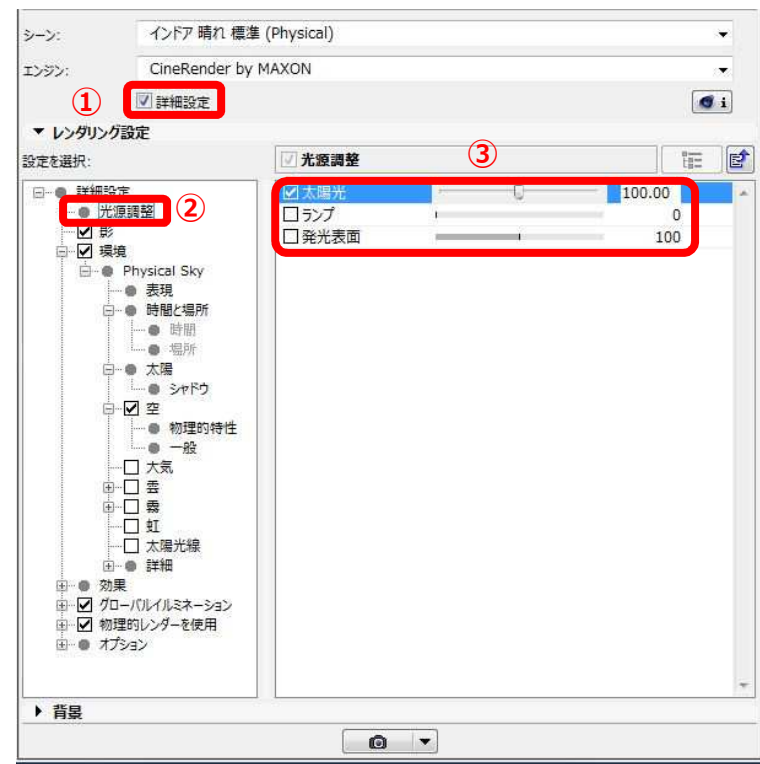 シーン: インドア 晴れ 標準 (Physical)
エンジン: CineRender by MAXON
① 詳細設定 i
レンダリング設定
設定を選択: 光源調整 ③
詳細設定 太陽光 100.00
光源調整 ② ランプ 0
影 発光表面 100
環境
Physical Sky
表現
時間と場所
時間
場所
太陽
シャドウ
空
物理的特性
一般
大気
雲
霧
虹
太陽光線
詳細
効果
グローバルイルミネーション
物理的レンダーを使用
オプション
背景